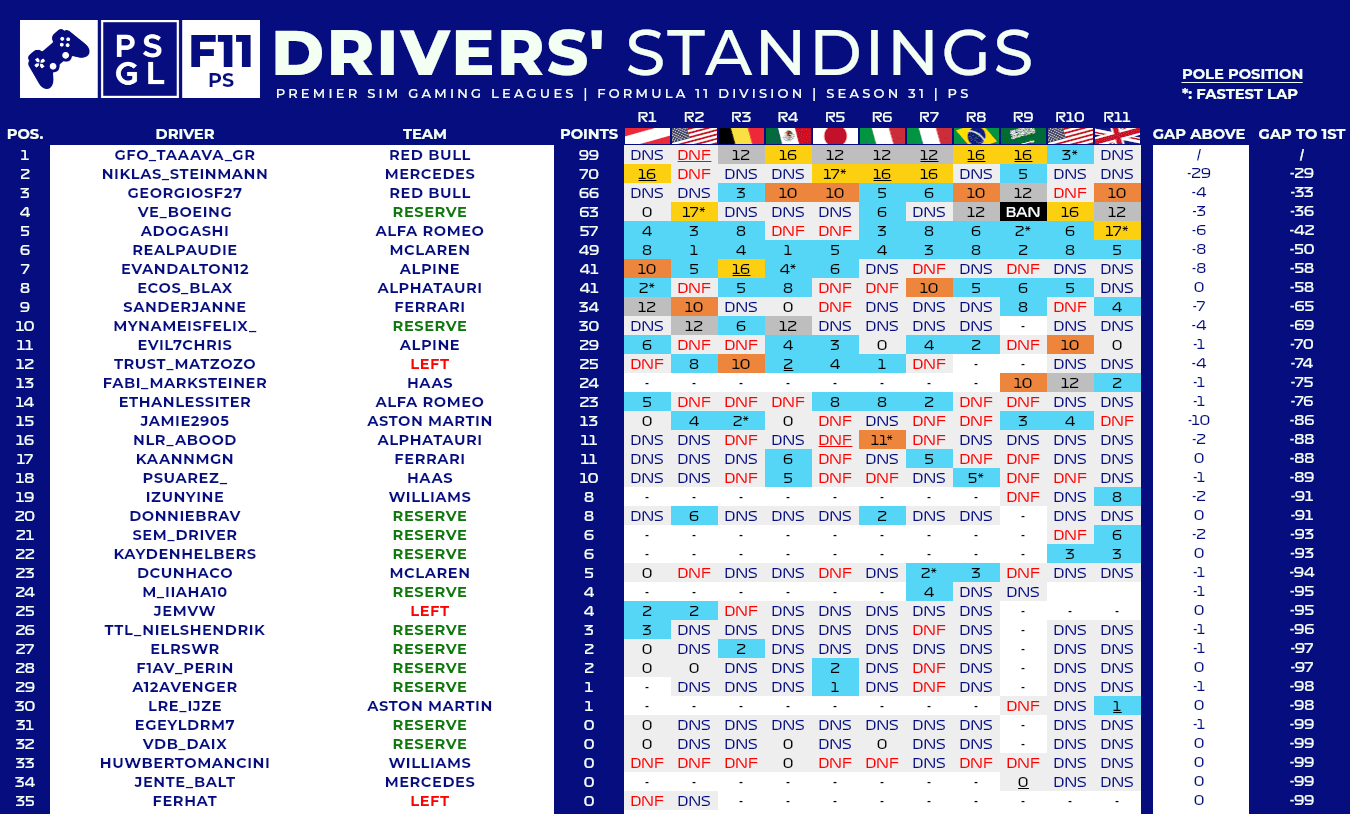 PS GL F11 PS DRIVERS' STANDINGS
PREMIER SIM GAMING LEAGUES | FORMULA 11 DIVISION | SEASON 31 | PS
POLE POSITION
*: FASTEST LAP
R1 R2 R3 R4 R5 R6 R7 R8 R9 R10 R11
POS. DRIVER TEAM POINTS GAP ABOVE GAP TO 1ST
1 GFO_TAAAVA_GR RED BULL 99 DNS DNF 12 16 12 12 12 16 16 3* DNS / /
2 NIKLAS_STEINMANN MERCEDES 70 16 DNF DNS DNS 17* 16 16 DNS 5 DNS DNS -29 -29
3 GEORGIOSF27 RED BULL 66 DNS DNS 3 10 10 5 6 10 12 DNF 10 -4 -33
4 VE_BOEING RESERVE 63 0 17* DNS DNS DNS 6 DNS 12 BAN 16 12 -3 -36
5 ADOGASHI ALFA ROMEO 57 4 3 8 DNF DNF 3 8 6 2* 6 17* -6 -42
6 REALPAUDIE MCLAREN 49 8 1 4 1 5 4 3 8 2 8 5 -8 -50
7 EVANDALTON12 ALPINE 41 10 5 16 4* 6 DNS DNF DNS DNF DNS DNS -8 -58
8 ECOS_BLAX ALPHATAURI 41 2* DNF 5 8 DNF DNF 10 5 6 5 DNS 0 -58
9 SANDERJANNE FERRARI 34 12 10 DNS 0 DNF DNS DNS DNS 8 DNF 4 -7 -65
10 MYNAMEISFELIX_ RESERVE 30 DNS 12 6 12 DNS DNS DNS DNS - DNS DNS -4 -69
11 EVIL7CHRIS ALPINE 29 6 DNF DNF 4 3 0 4 2 DNF 10 0 -1 -70
12 TRUST_MATZOZO LEFT 25 DNF 8 10 2 4 1 DNF - - DNS DNS -4 -74
13 FABI_MARKSTEINER HAAS 24 - - - - - - - - 10 12 2 -1 -75
14 ETHANLESSITER ALFA ROMEO 23 5 DNF DNF DNF 8 8 2 DNF DNF DNS DNS -1 -76
15 JAMIE2905 ASTON MARTIN 13 0 4 2* 0 DNF DNS DNF DNF 3 4 DNF -10 -86
16 NLR_ABOOD ALPHATAURI 11 DNS DNS DNF DNS DNF 11* DNF DNS DNS DNS DNS -2 -88
17 KAANNMGN FERRARI 11 DNS DNS DNS 6 DNF DNS 5 DNF DNF DNS DNS 0 -88
18 PSUAREZ_ HAAS 10 DNS DNS DNF 5 DNF DNF DNS 5* DNF DNF DNS -1 -89
19 IZUNYINE WILLIAMS 8 - - - - - - - - DNF DNS 8 -2 -91
20 DONNIEBRAV RESERVE 8 DNS 6 DNS DNS DNS 2 DNS DNS - DNS DNS 0 -91
21 SEM_DRIVER RESERVE 6 - - - - - - - - - DNF 6 -2 -93
22 KAYDENHELBERS RESERVE 6 - - - - - - - - - 3 3 0 -93
23 DCUNHACO MCLAREN 5 0 DNF DNS DNS DNF DNS 2* 3 DNF DNS DNS -1 -94
24 M_IIAHA10 RESERVE 4 - - - - - - 4 DNS DNS -1 -95
25 JEMVW LEFT 4 2 2 DNF DNS DNS DNS DNS DNS - - - 0 -95
26 TTL_NIELSHENDRIK RESERVE 3 3 DNS DNS DNS DNS DNS DNF DNS - DNS DNS -1 -96
27 ELRSWR RESERVE 2 0 DNS 2 DNS DNS DNS DNS DNS - DNS DNS -1 -97
28 F1AV_PERIN RESERVE 2 0 0 DNS DNS 2 DNS DNF DNS - DNS DNS 0 -97
29 A12AVENGER RESERVE 1 - DNS DNS DNS 1 DNS DNF DNS - DNS DNS -1 -98
30 LRE_IJZE ASTON MARTIN 1 - - - - - - - - DNF DNS 1 0 -98
31 EGEYLDRM7 RESERVE 0 0 DNS DNS DNS DNS DNS DNS DNS - DNS DNS -1 -99
32 VDB_DAIX RESERVE 0 0 DNS DNS 0 DNS 0 DNS DNS - DNS DNS 0 -99
33 HUWBERTOMANCINI WILLIAMS 0 DNF DNF DNF 0 DNF DNF DNS DNF DNF DNS DNS 0 -99
34 JENTE_BALT MERCEDES 0 - - - - - - - - 0 DNS DNS 0 -99
35 FERHAT LEFT 0 DNF DNS - - - - - - - - - 0 -99